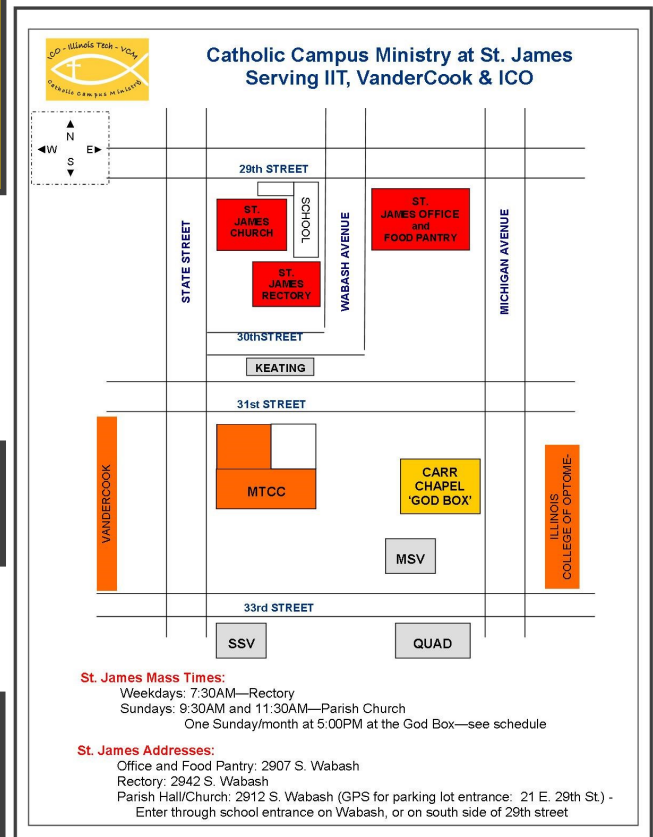 ICO - Illinois Tech - VCM
Catholic Campus Ministry
Catholic Campus Ministry at St. James
Serving IIT, VanderCook & ICO
N
W E
S
29th STREET
ST.
JAMES
CHURCH
SCHOOL
ST.
JAMES OFFICE
and
FOOD PANTRY
STATE STREET
WABASH AVENUE
MICHIGAN AVENUE
ST.
JAMES
RECTORY
30thSTREET
KEATING
31st STREET
VANDERCOOK
MTCC
CARR
CHAPEL
'GOD BOX'
ILLINOIS
COLLEGE OF OPTOME-
MSV
33rd STREET
SSV
QUAD
St. James Mass Times:
Weekdays: 7:30AM—Rectory
Sundays: 9:30AM and 11:30AM—Parish Church
One Sunday/month at 5:00PM at the God Box—see schedule
St. James Addresses:
Office and Food Pantry: 2907 S. Wabash
Rectory: 2942 S. Wabash
Parish Hall/Church: 2912 S. Wabash (GPS for parking lot entrance: 21 E. 29th St.) -
Enter through school entrance on Wabash, or on south side of 29th street